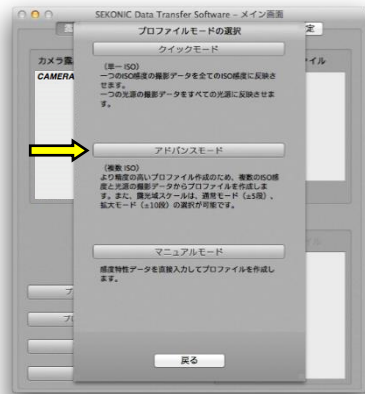 SEKONIC Data Transfer Software – メイン画面
定
プロファイルモードの選択
クイックモード
（単一 ISO）
一つのISO感度の撮影データを全てのISO感度に反映さ
せます。
一つの光源の撮影データをすべての光源に反映させま
す。
カメラ露
イル
CAMERA
アドバンスモード
（複数 ISO）
より精度の高いプロファイル作成のため、複数のISO感
度と光源の撮影データからプロファイルを作成しま
す。また、露光域スケールは、通常モード（±5段）、
拡大モード（±10段）の選択が可能です。
マニュアルモード
感度特性データを直接入力してプロファイルを作成し
ます。
戻る